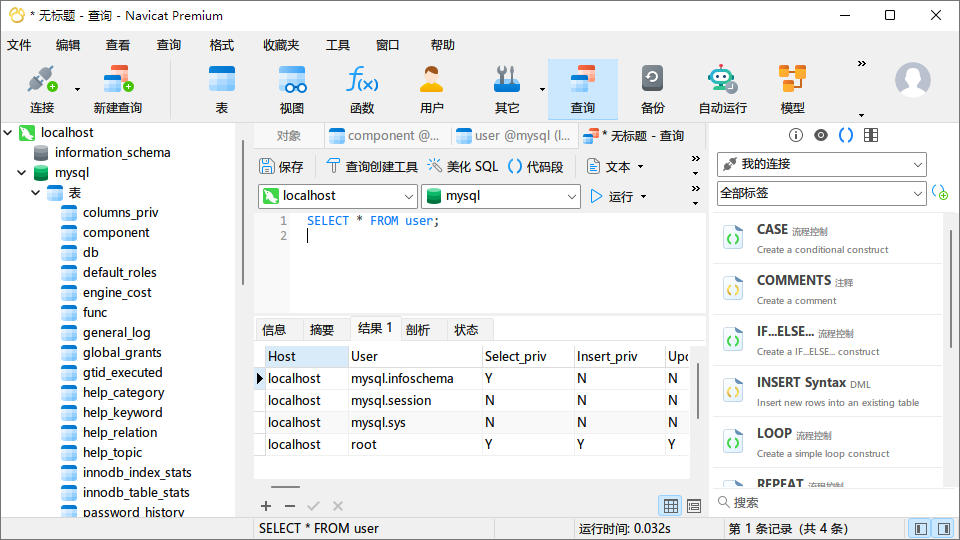 * 无标题 - 查询 - Navicat Premium
文件 编辑 查看 查询 格式 收藏夹 工具 窗口 帮助
连接 新建查询 表 视图 函数 用户 其它 查询 备份 自动运行 模型
localhost
information_schema
mysql
表
columns_priv
component
db
default_roles
engine_cost
func
general_log
global_grants
gtid_executed
help_category
help_keyword
help_relation
help_topic
innodb_index_stats
innodb_table_stats
password_history
对象 component @... user @mysql (l... * 无标题 - 查询
保存 查询创建工具 美化 SQL 代码段 文本
localhost mysql 运行
1 SELECT * FROM user;
2
信息 摘要 结果 1 剖析 状态
Host User Select_priv Insert_priv Upd
localhost mysql.infoschema Y N N
localhost mysql.session N N N
localhost mysql.sys N N N
localhost root Y Y Y
我的连接
全部标签
CASE 流程控制
Create a conditional construct
COMMENTS 注释
Create a comment
IF...ELSE... 流程控制
Create a IF...ELSE... construct
INSERT Syntax DML
Insert new rows into an existing table
LOOP 流程控制
Create a simple loop construct
REPEAT 流程控制
搜索
SELECT * FROM user 运行时间: 0.032s 第 1 条记录 (共 4 条)